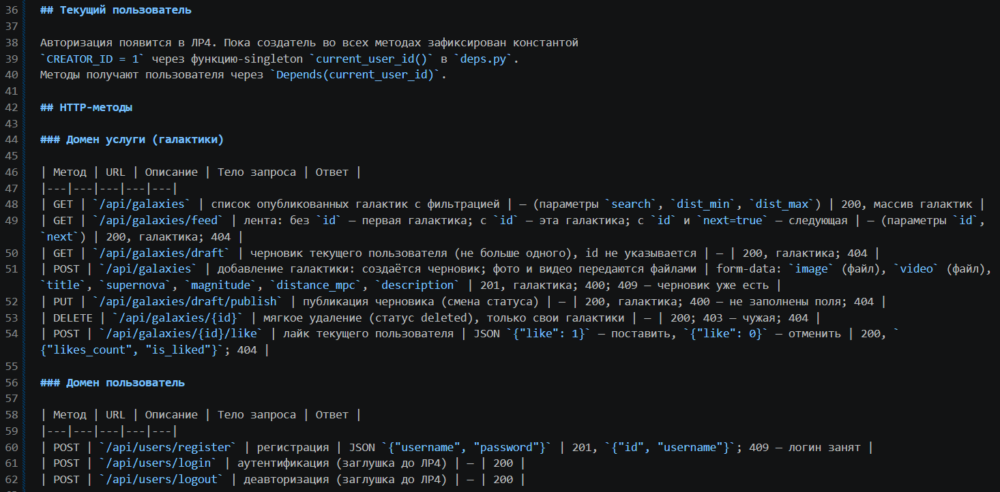 36 ## Текущий пользователь
37
38 Авторизация появится в ЛР4. Пока создатель во всех методах зафиксирован константой
39 `CREATOR_ID = 1` через функцию-singleton `current_user_id()` в `deps.py`.
40 Методы получают пользователя через `Depends(current_user_id)`.
41
42 ## HTTP-методы
43
44 ### Домен услуги (галактики)
45
46 | Метод | URL | Описание | Тело запроса | Ответ |
47 |---|---|---|---|---|
48 | GET | `/api/galaxies` | список опубликованных галактик с фильтрацией | — (параметры `search`, `dist_min`, `dist_max`) | 200, массив галактик |
49 | GET | `/api/galaxies/feed` | лента: без `id` — первая галактика; с `id` — эта галактика; с `id` и `next=true` — следующая | — (параметры `id`,
`next`) | 200, галактика; 404 |
50 | GET | `/api/galaxies/draft` | черновик текущего пользователя (не больше одного), id не указывается | — | 200, галактика; 404 |
51 | POST | `/api/galaxies` | добавление галактики: создаётся черновик; фото и видео передаются файлами | form-data: `image` (файл), `video` (файл),
`title`, `supernova`, `magnitude`, `distance_mpc`, `description` | 201, галактика; 400; 409 — черновик уже есть |
52 | PUT | `/api/galaxies/draft/publish` | публикация черновика (смена статуса) | — | 200, галактика; 400 — не заполнены поля; 404 |
53 | DELETE | `/api/galaxies/{id}` | мягкое удаление (статус deleted), только свои галактики | — | 200; 403 — чужая; 404 |
54 | POST | `/api/galaxies/{id}/like` | лайк текущего пользователя | JSON `{"like": 1}` — поставить, `{"like": 0}` — отменить | 200, `
{"likes_count", "is_liked"}`; 404 |
55
56 ### Домен пользователь
57
58 | Метод | URL | Описание | Тело запроса | Ответ |
59 |---|---|---|---|---|
60 | POST | `/api/users/register` | регистрация | JSON `{"username", "password"}` | 201, `{"id", "username"}`; 409 — логин занят |
61 | POST | `/api/users/login` | аутентификация (заглушка до ЛР4) | — | 200 |
62 | POST | `/api/users/logout` | деавторизация (заглушка до ЛР4) | — | 200 |